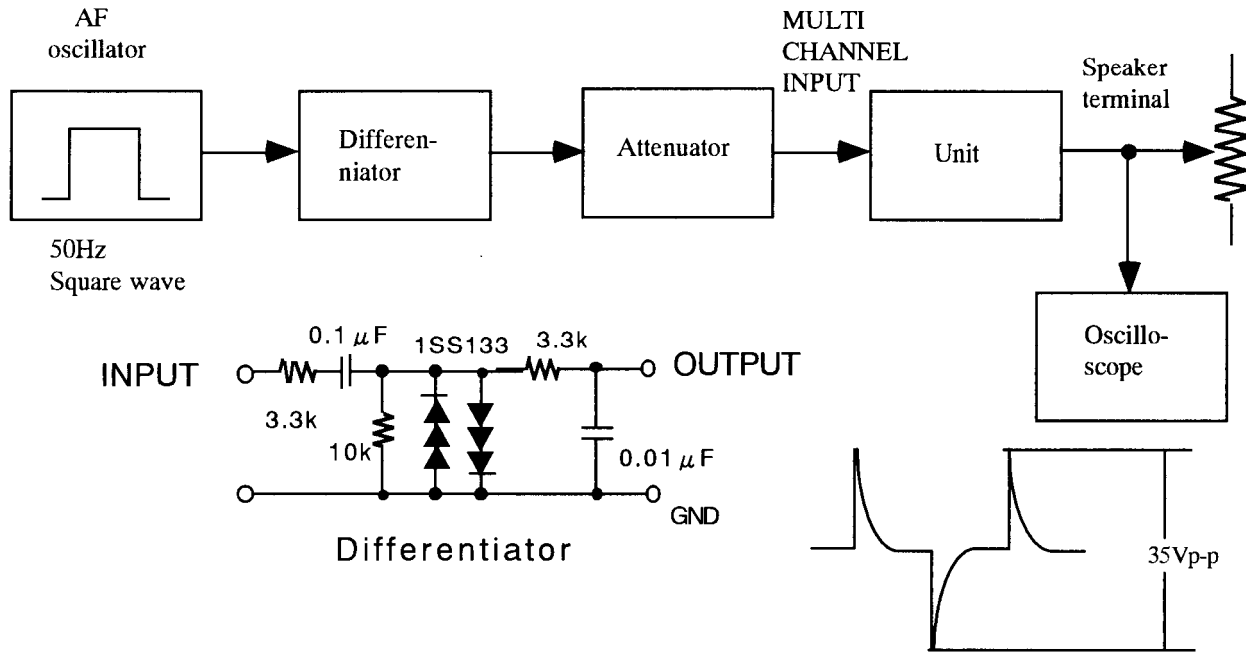 AF
oscillator
MULTI
CHANNEL
INPUT
Speaker
terminal
Differen-
niator
Attenuator
Unit
50Hz
Square wave
Oscillo-
scope
0.1 μF
1SS133
3.3k
INPUT
OUTPUT
3.3k
10k
0.01 μF
GND
Differentiator
35Vp-p